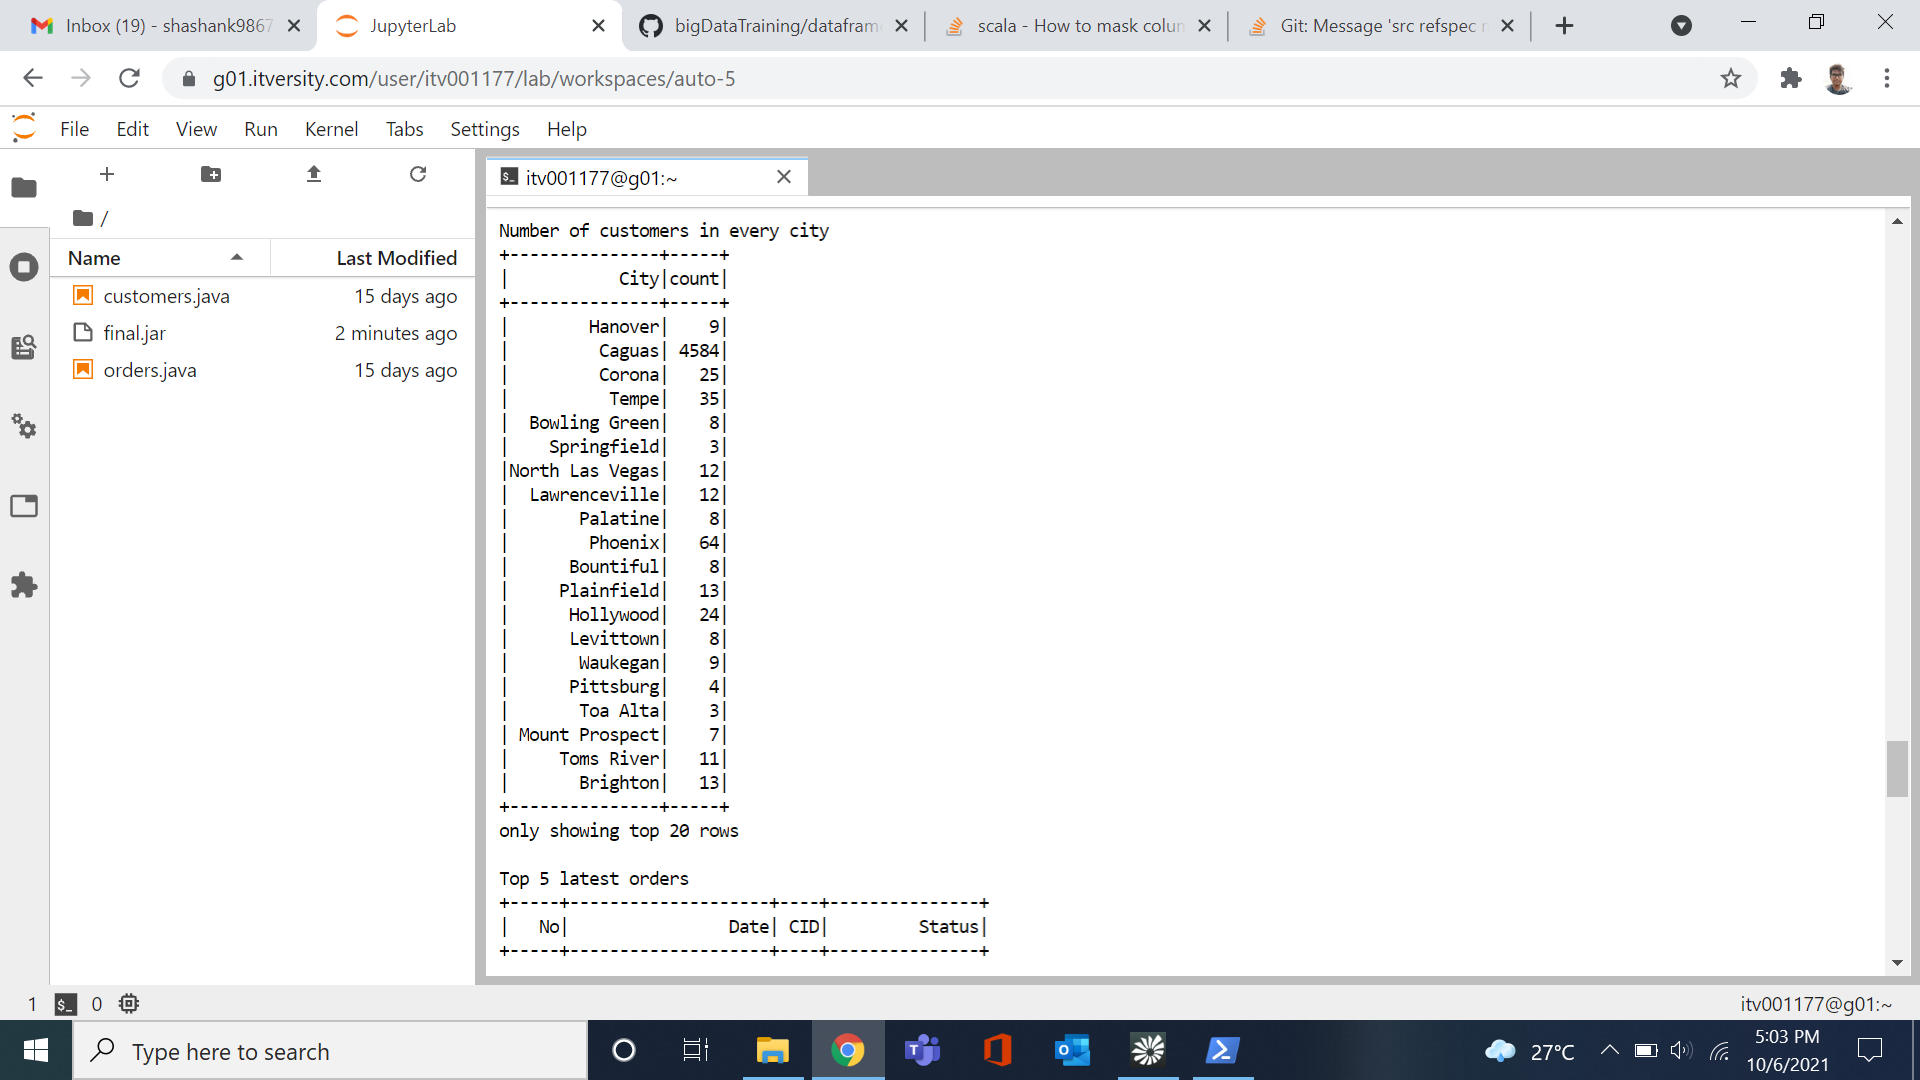 Inbox (19) - shashank9867
JupyterLab
bigDataTraining/datafram
scala - How to mask colun
Git: Message 'src refspec
g01.itversity.com/user/itv001177/lab/workspaces/auto-5
File Edit View Run Kernel Tabs Settings Help
/
Name Last Modified
customers.java 15 days ago
final.jar 2 minutes ago
orders.java 15 days ago
$_ itv001177@g01:~
Number of customers in every city
+---------------+-----+
|           City|count|
+---------------+-----+
|        Hanover|    9|
|         Caguas| 4584|
|         Corona|   25|
|          Tempe|   35|
|  Bowling Green|    8|
|    Springfield|    3|
|North Las Vegas|   12|
|  Lawrenceville|   12|
|       Palatine|    8|
|        Phoenix|   64|
|      Bountiful|    8|
|     Plainfield|   13|
|      Hollywood|   24|
|      Levittown|    8|
|       Waukegan|    9|
|      Pittsburg|    4|
|       Toa Alta|    3|
| Mount Prospect|    7|
|     Toms River|   11|
|       Brighton|   13|
+---------------+-----+
only showing top 20 rows
Top 5 latest orders
+-----+--------------------+----+---------------+
|   No|                Date| CID|         Status|
+-----+--------------------+----+---------------+
1 $_ 0
itv001177@g01:~
Type here to search
27°C
5:03 PM
10/6/2021